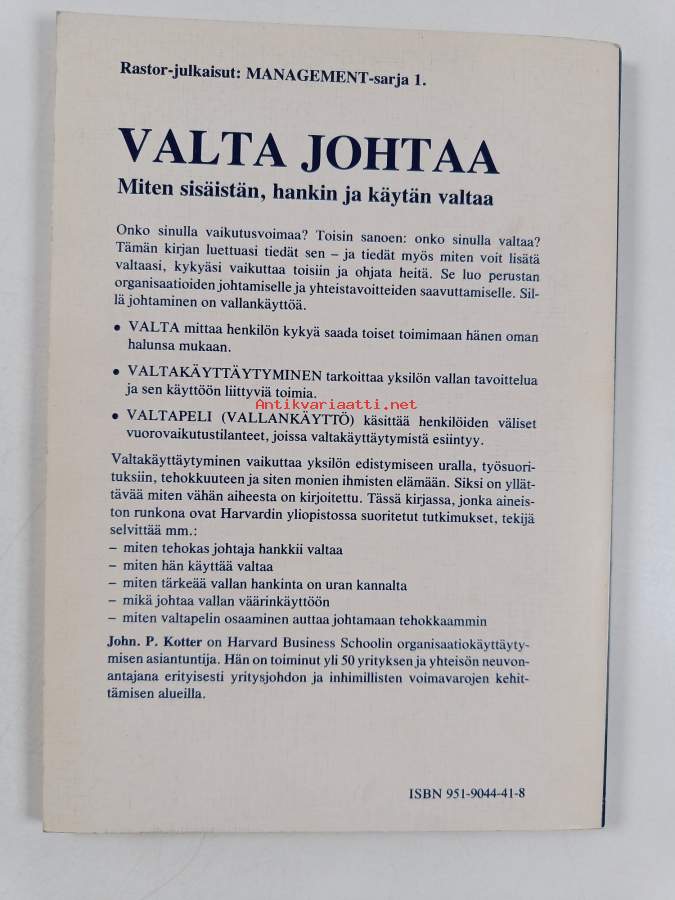 Rastor-julkaisut: MANAGEMENT-sarja 1.
VALTA JOHTAA
Miten sisäistän, hankin ja käytän valtaa
Onko sinulla vaikutusvoimaa? Toisin sanoen: onko sinulla valtaa?
Tämän kirjan luettuasi tiedät sen – ja tiedät myös miten voit lisätä
valtaasi, kykyäsi vaikuttaa toisiin ja ohjata heitä. Se luo perustan
organisaatioiden johtamiselle ja yhteistavoitteiden saavuttamiselle. Sil-
lä johtaminen on vallankäyttöä.
• VALTA mittaa henkilön kykyä saada toiset toimimaan hänen oman
halunsa mukaan.
• VALTAKÄYTTÄYTYMINEN tarkoittaa yksilön vallan tavoittelua
ja sen käyttöön liittyviä toimia.
Antikvariaatti.net
• VALTAPELI (VALLANKÄYTTÖ) käsittää henkilöiden väliset
vuorovaikutustilanteet, joissa valtakäyttäytymistä esiintyy.
Valtakäyttäytyminen vaikuttaa yksilön edistymiseen uralla, työsuori-
tuksiin, tehokkuuteen ja siten monien ihmisten elämään. Siksi on yllät-
tävää miten vähän aiheesta on kirjoitettu. Tässä kirjassa, jonka aineis-
ton runkona ovat Harvardin yliopistossa suoritetut tutkimukset, tekijä
selvittää mm.:
– miten tehokas johtaja hankkii valtaa
– miten hän käyttää valtaa
– miten tärkeää vallan hankinta on uran kannalta
– mikä johtaa vallan väärinkäyttöön
– miten valtapelin osaaminen auttaa johtamaan tehokkaammin
John. P. Kotter on Harvard Business Schoolin organisaatiokäyttäyty-
misen asiantuntija. Hän on toiminut yli 50 yrityksen ja yhteisön neuvon-
antajana erityisesti yritysjohdon ja inhimillisten voimavarojen kehit-
tämisen alueilla.
ISBN 951-9044-41-8